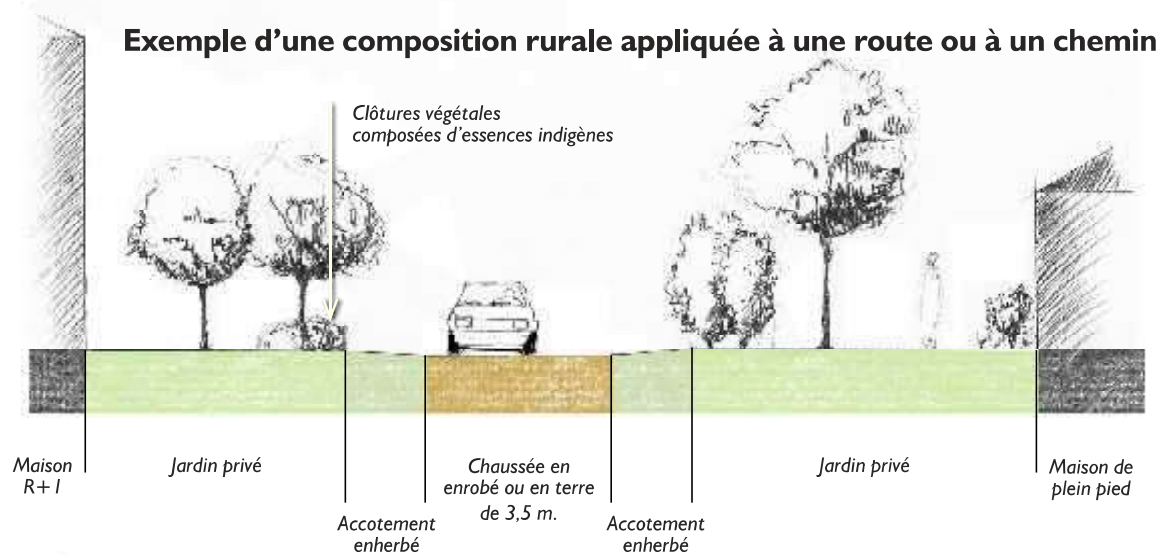 Exemple d'une composition rurale appliquée à une route ou à un chemin
Clôtures végétales
composées d'essences indigènes
Maison
R+1
Jardin privé
Accotement
enherbé
Chaussée en
enrobé ou en terre
de 3,5 m.
Accotement
enherbé
Jardin privé
Maison de
plein pied